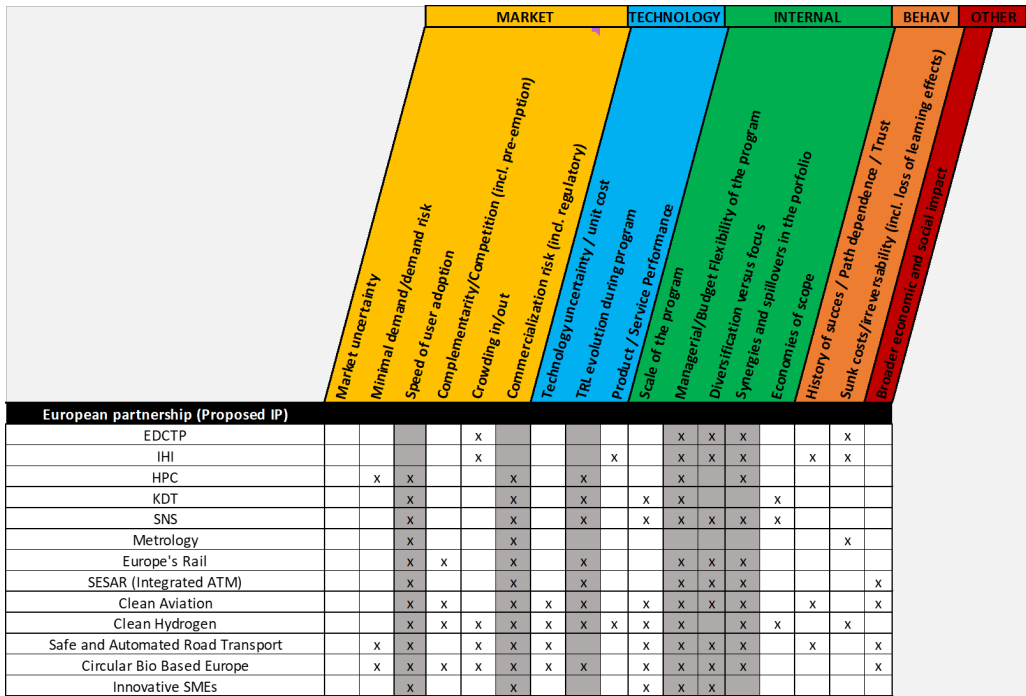 MARKET TECHNOLOGY INTERNAL BEHAV OTHER
Market uncertainty
Minimal demand/demand risk
Speed of user adoption
Complementarity/Competition (incl. pre-emption)
Crowding in/out
Commercialization risk (incl. regulatory)
Technology uncertainty / unit cost
TRL evolution during program
Product / Service Performance
Scale of the program
Managerial/Budget Flexibility of the program
Diversification versus focus
Synergies and spillovers in the porfolio
Economies of scope
History of succes / Path dependence / Trust
Sunk costs/irreversability (incl. loss of learning effects)
Broader economic and social impact
European partnership (Proposed IP)
EDCTP x x x x x
IHI x x x x x x x
HPC x x x x x x
KDT x x x x x x
SNS x x x x x x x x
Metrology x x x
Europe's Rail x x x x x x x
SESAR (Integrated ATM) x x x x x x x
Clean Aviation x x x x x x x x x x x
Clean Hydrogen x x x x x x x x x x x x
Safe and Automated Road Transport x x x x x x x x x x x
Circular Bio Based Europe x x x x x x x x x x x x
Innovative SMEs x x x x x